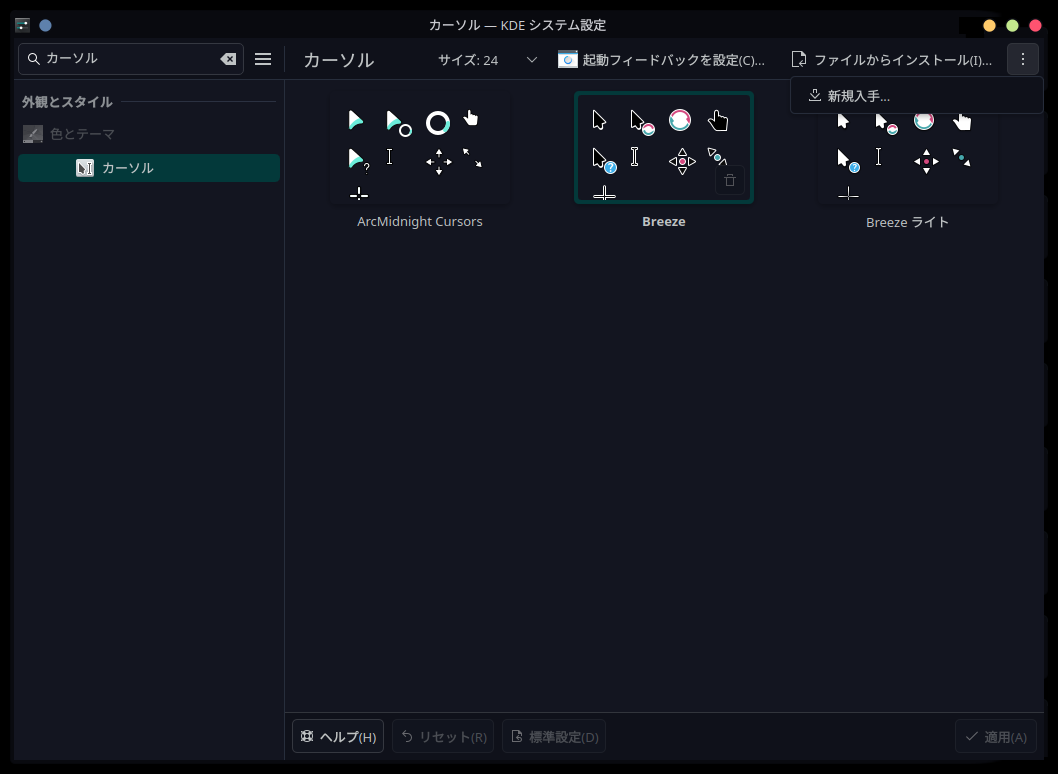 カーソル — KDE システム設定
カーソル
カーソル
サイズ: 24
起動フィードバックを設定(C)...
ファイルからインストール(I)...
新規入手...
外観とスタイル
色とテーマ
カーソル
ArcMidnight Cursors
Breeze
Breeze ライト
ヘルプ(H)
リセット(R)
標準設定(D)
適用(A)